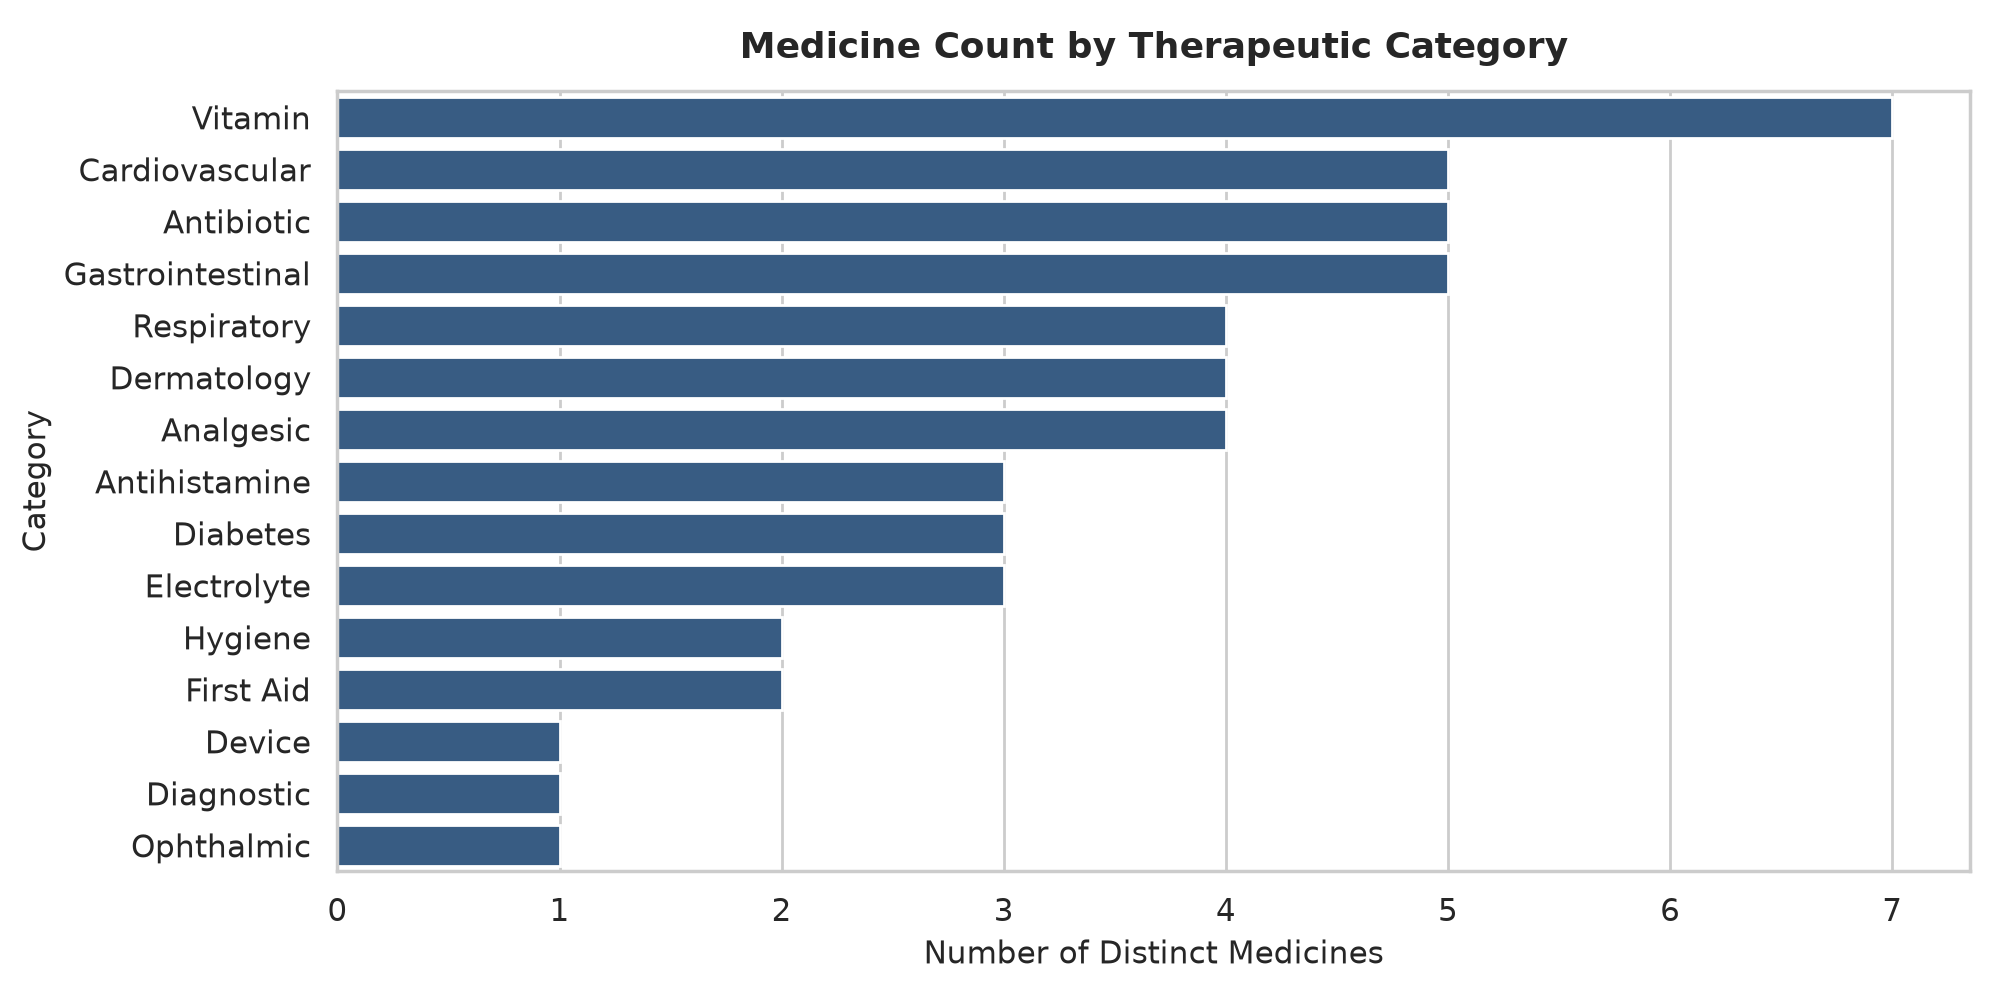 Medicine Count by Therapeutic Category
Vitamin
Cardiovascular
Antibiotic
Gastrointestinal
Respiratory
Dermatology
Analgesic
Antihistamine
Diabetes
Electrolyte
Hygiene
First Aid
Device
Diagnostic
Ophthalmic
Category
0 1 2 3 4 5 6 7
Number of Distinct Medicines